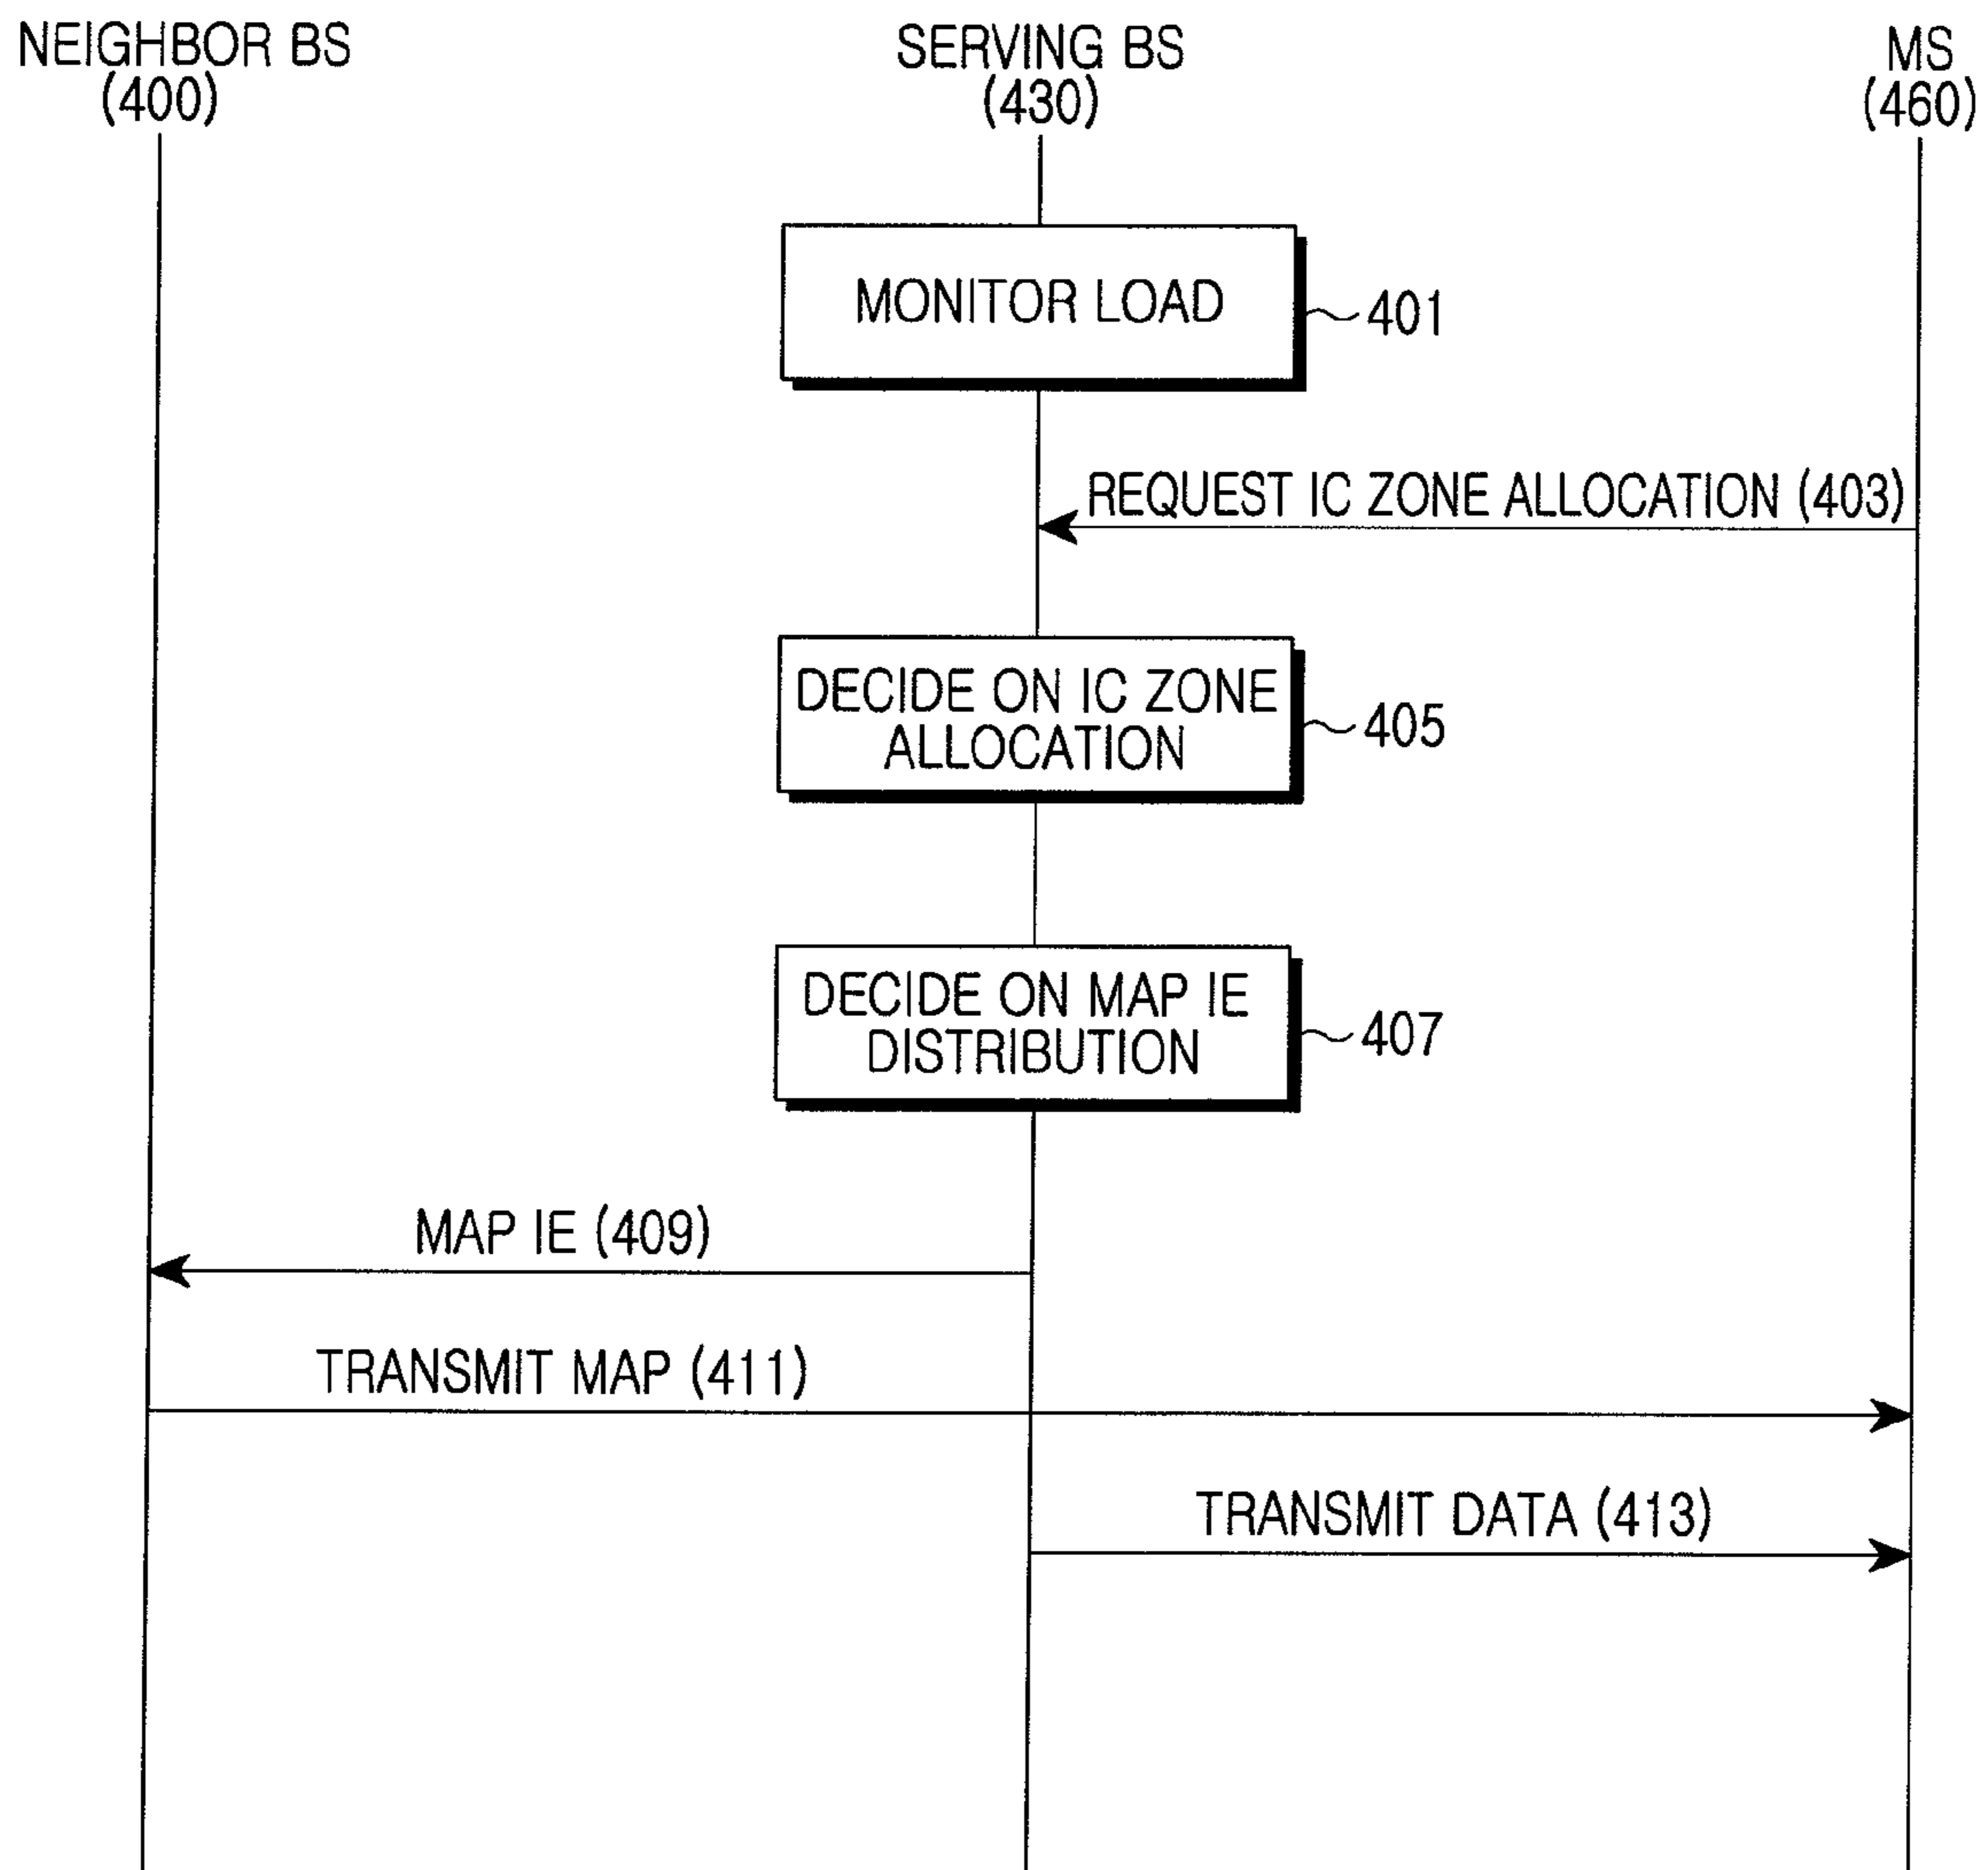 NEIGHBOR BS
(400)
SERVING BS
(430)
MS
(460)
MONITOR LOAD
401
REQUEST IC ZONE ALLOCATION (403)
DECIDE ON IC ZONE
ALLOCATION
405
DECIDE ON MAP IE
DISTRIBUTION
407
MAP IE (409)
TRANSMIT MAP (411)
TRANSMIT DATA (413)